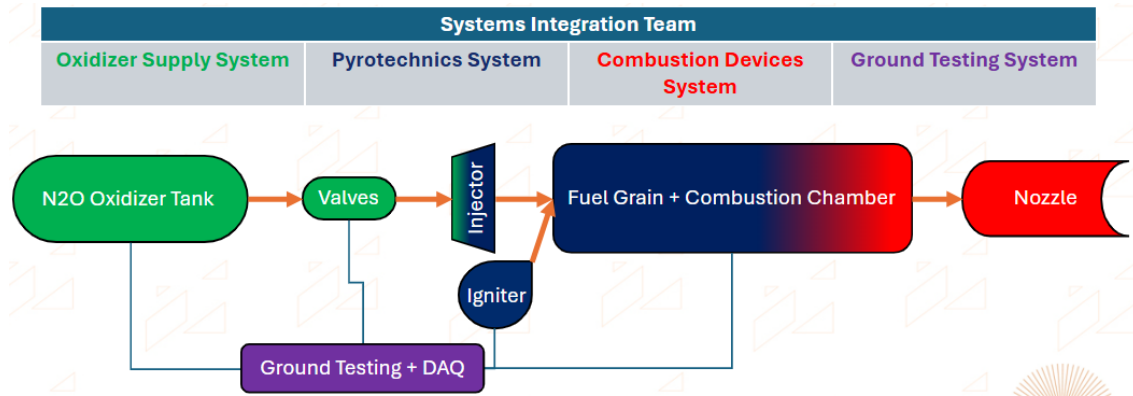 Systems Integration Team
Oxidizer Supply System
Pyrotechnics System
Combustion Devices
System
Ground Testing System
N2O Oxidizer Tank
Valves
Injector
Igniter
Fuel Grain + Combustion Chamber
Nozzle
Ground Testing + DAQ